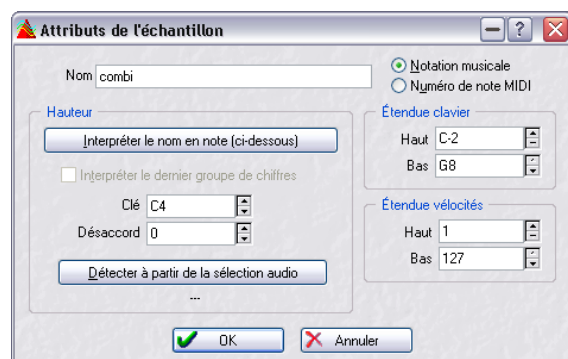 Attributs de l'échantillon
Nom combi
Notation musicale
Numéro de note MIDI
Hauteur
Interpréter le nom en note (ci-dessous)
Interpréter le dernier groupe de chiffres
Clé C4
Désaccord 0
Détecter à partir de la sélection audio
---
Étendue clavier
Haut C-2
Bas G8
Étendue vélocités
Haut 1
Bas 127
OK
Annuler